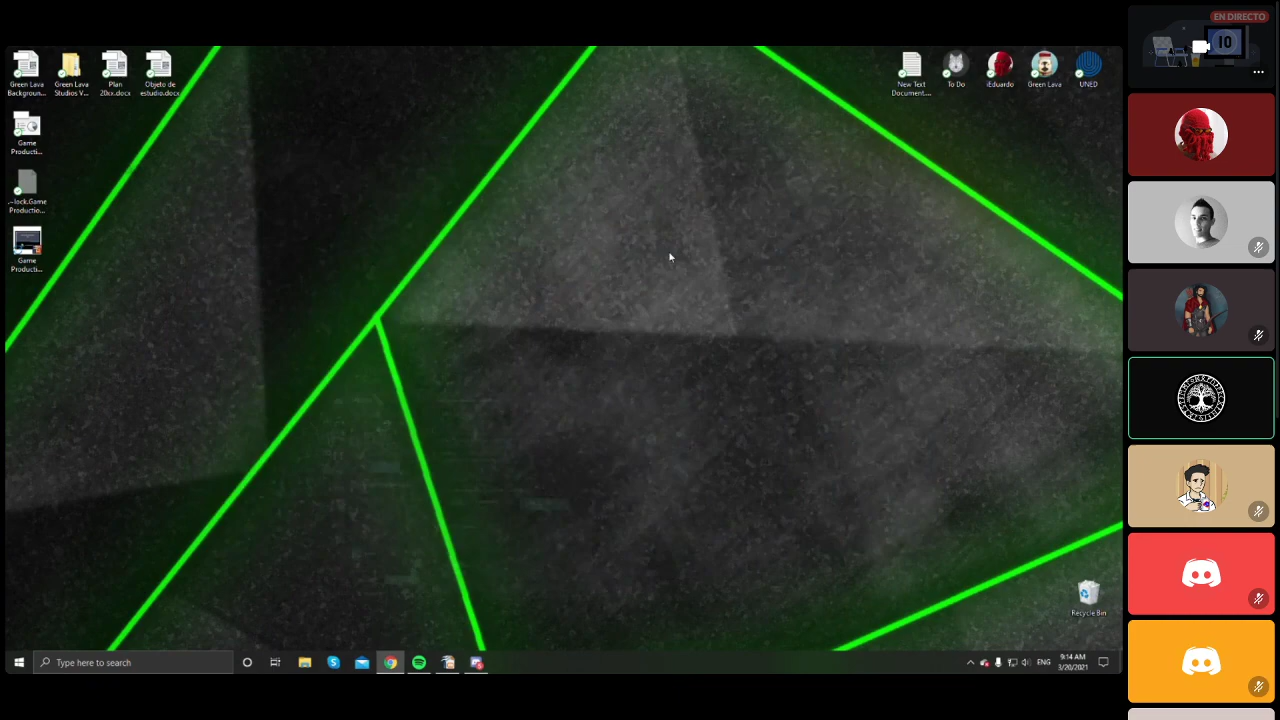 EN DIRECTO
10
Green Lava Backgroun...
Green Lava Studios V...
Plan 20xx.docx
Objeto de estudio.docx
New Text Document....
To Do
iEduardo
Green Lava
UNED
Game Producti...
~lock.Game Productio...
Game Producti...
Recycle Bin
Type here to search
ENG
9:14 AM
3/20/2021